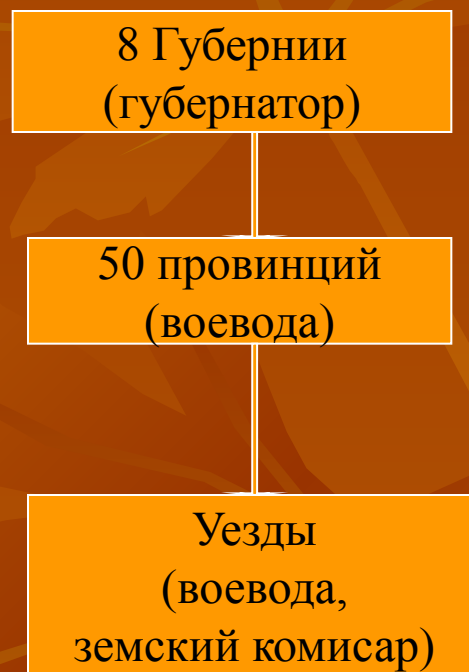 8 Губернии
(губернатор)
50 провинций
(воевода)
Уезды
(воевода,
земский комисар)